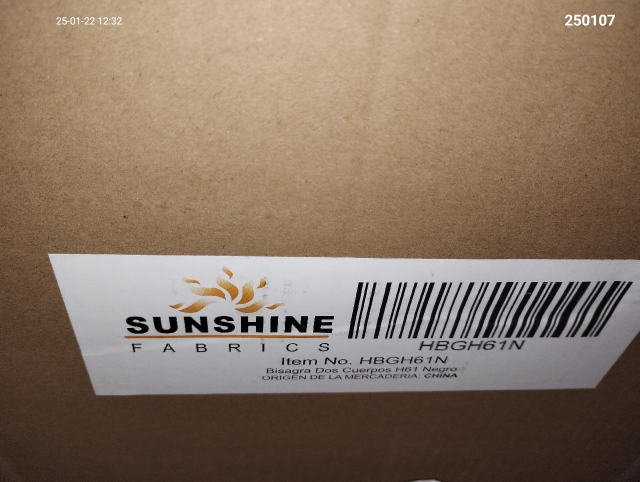 25-01-22 12:32
250107
SUNSHINE
FABRICS
HBGH61N
Item No. HBGH61N
Bisagra Dos Cuerpos H61 Negro
ORIGEN DE LA MERCADERIA: CHINA